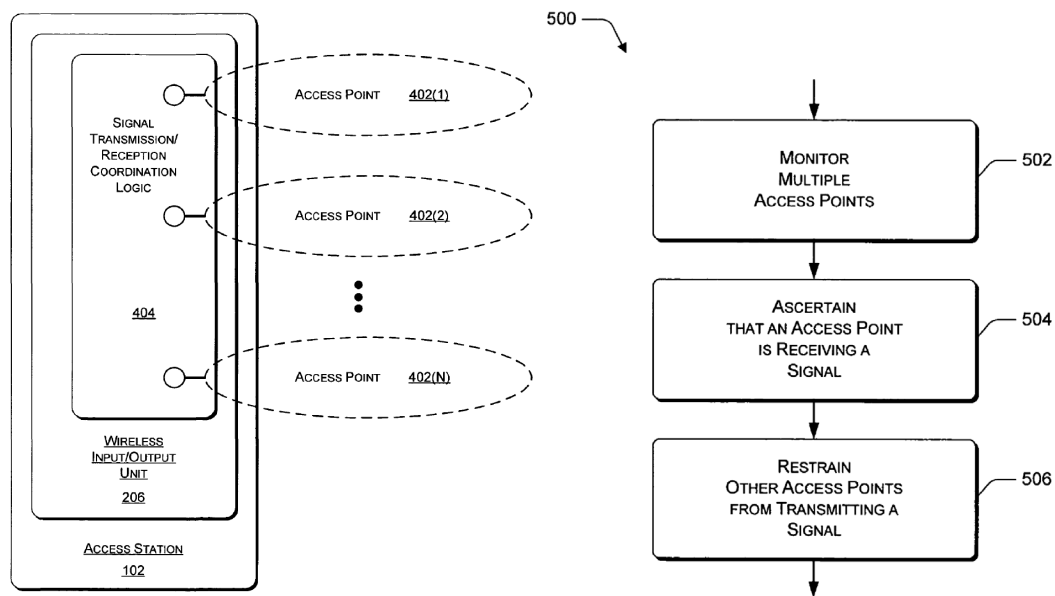 SIGNAL
TRANSMISSION/
RECEPTION
COORDINATION
LOGIC
404
ACCESS POINT 402(1)
ACCESS POINT 402(2)
ACCESS POINT 402(N)
WIRELESS
INPUT/OUTPUT
UNIT
206
ACCESS STATION
102
500
MONITOR
MULTIPLE
ACCESS POINTS
502
ASCERTAIN
THAT AN ACCESS POINT
IS RECEIVING A
SIGNAL
504
RESTRAIN
OTHER ACCESS POINTS
FROM TRANSMITTING A
SIGNAL
506